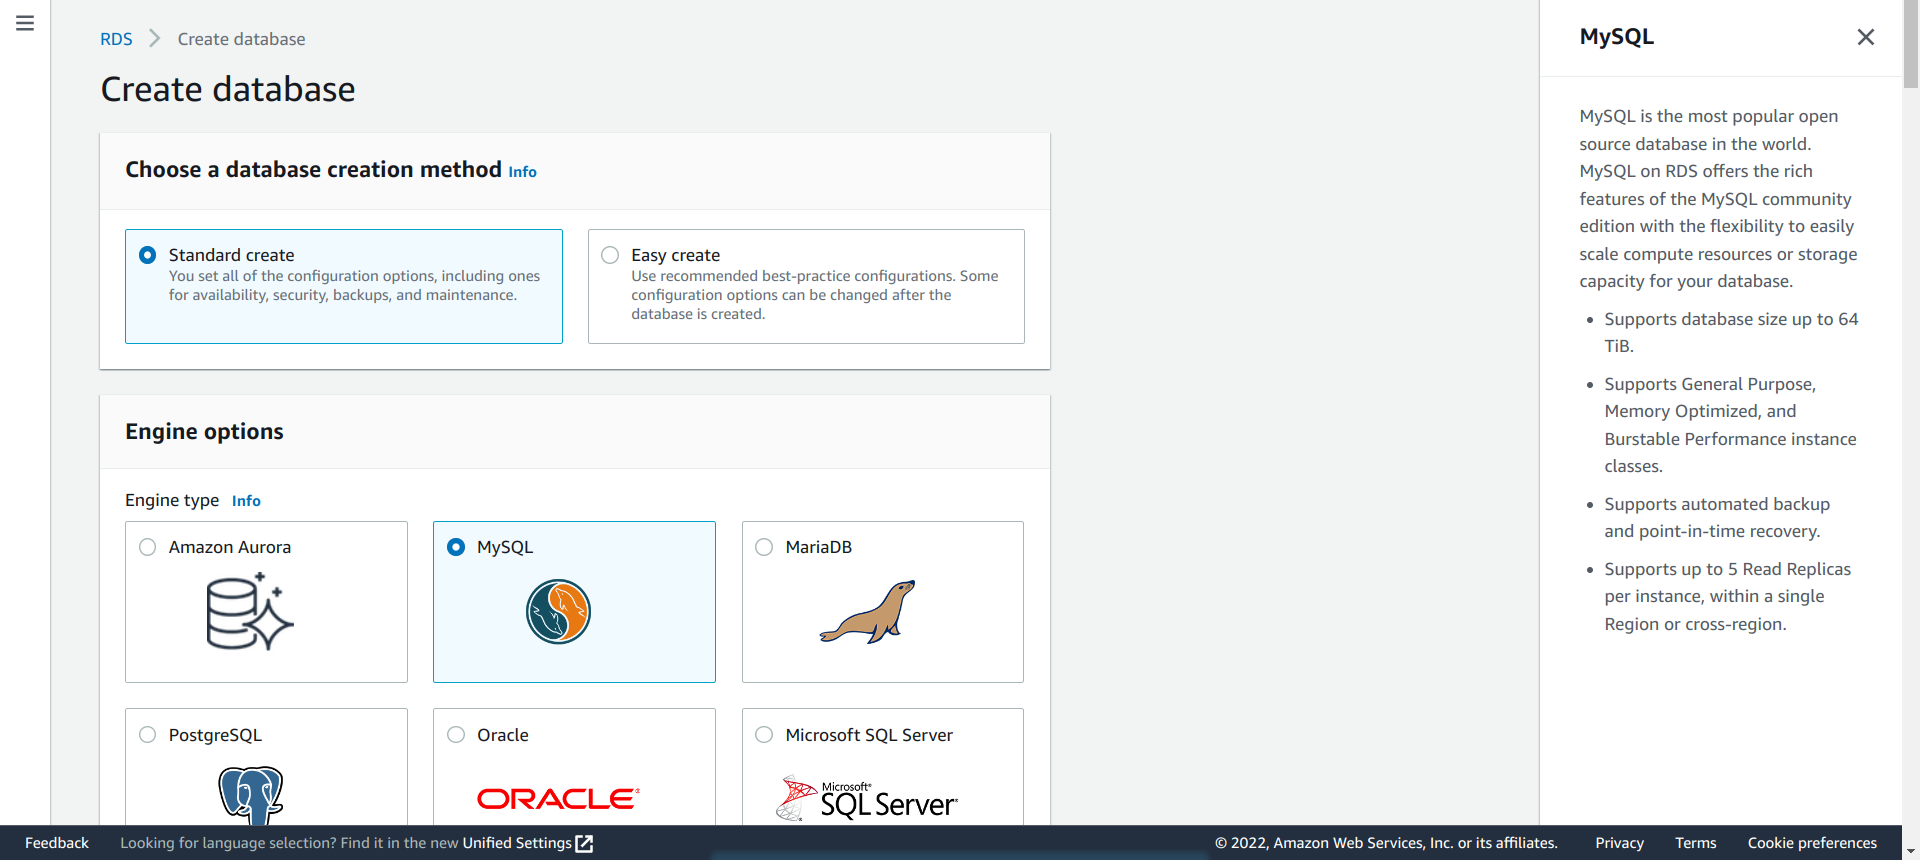 RDS > Create database
Create database
Choose a database creation method Info
Standard create
You set all of the configuration options, including ones
for availability, security, backups, and maintenance.
Easy create
Use recommended best-practice configurations. Some
configuration options can be changed after the
database is created.
Engine options
Engine type Info
Amazon Aurora
MySQL
MariaDB
PostgreSQL
Oracle
Microsoft SQL Server
ORACLE
Microsoft
SQL Server
MySQL
MySQL is the most popular open
source database in the world.
MySQL on RDS offers the rich
features of the MySQL community
edition with the flexibility to easily
scale compute resources or storage
capacity for your database.
• Supports database size up to 64
TiB.
• Supports General Purpose,
Memory Optimized, and
Burstable Performance instance
classes.
• Supports automated backup
and point-in-time recovery.
• Supports up to 5 Read Replicas
per instance, within a single
Region or cross-region.
Feedback Looking for language selection? Find it in the new Unified Settings © 2022, Amazon Web Services, Inc. or its affiliates. Privacy Terms Cookie preferences